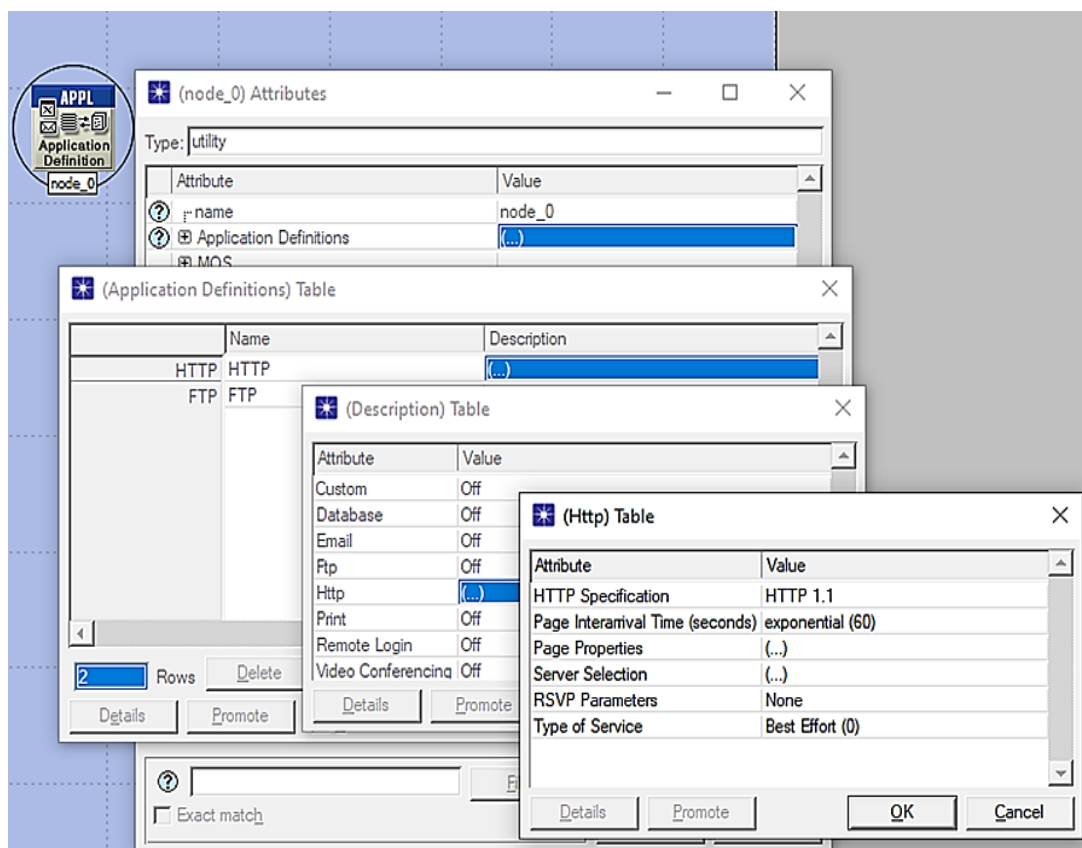 APPL
Application
Definition
node_0
(node_0) Attributes
Type: utility
Attribute Value
name node_0
Application Definitions (...)
MOS
(Application Definitions) Table
Name Description
HTTP HTTP (...)
FTP FTP
2 Rows Delete
Details Promote
(Description) Table
Attribute Value
Custom Off
Database Off
Email Off
Ftp Off
Http (...)
Print Off
Remote Login Off
Video Conferencing Off
Details Promote
(Http) Table
Attribute Value
HTTP Specification HTTP 1.1
Page Interarrival Time (seconds) exponential (60)
Page Properties (...)
Server Selection (...)
RSVP Parameters None
Type of Service Best Effort (0)
Details Promote OK Cancel
Exact match